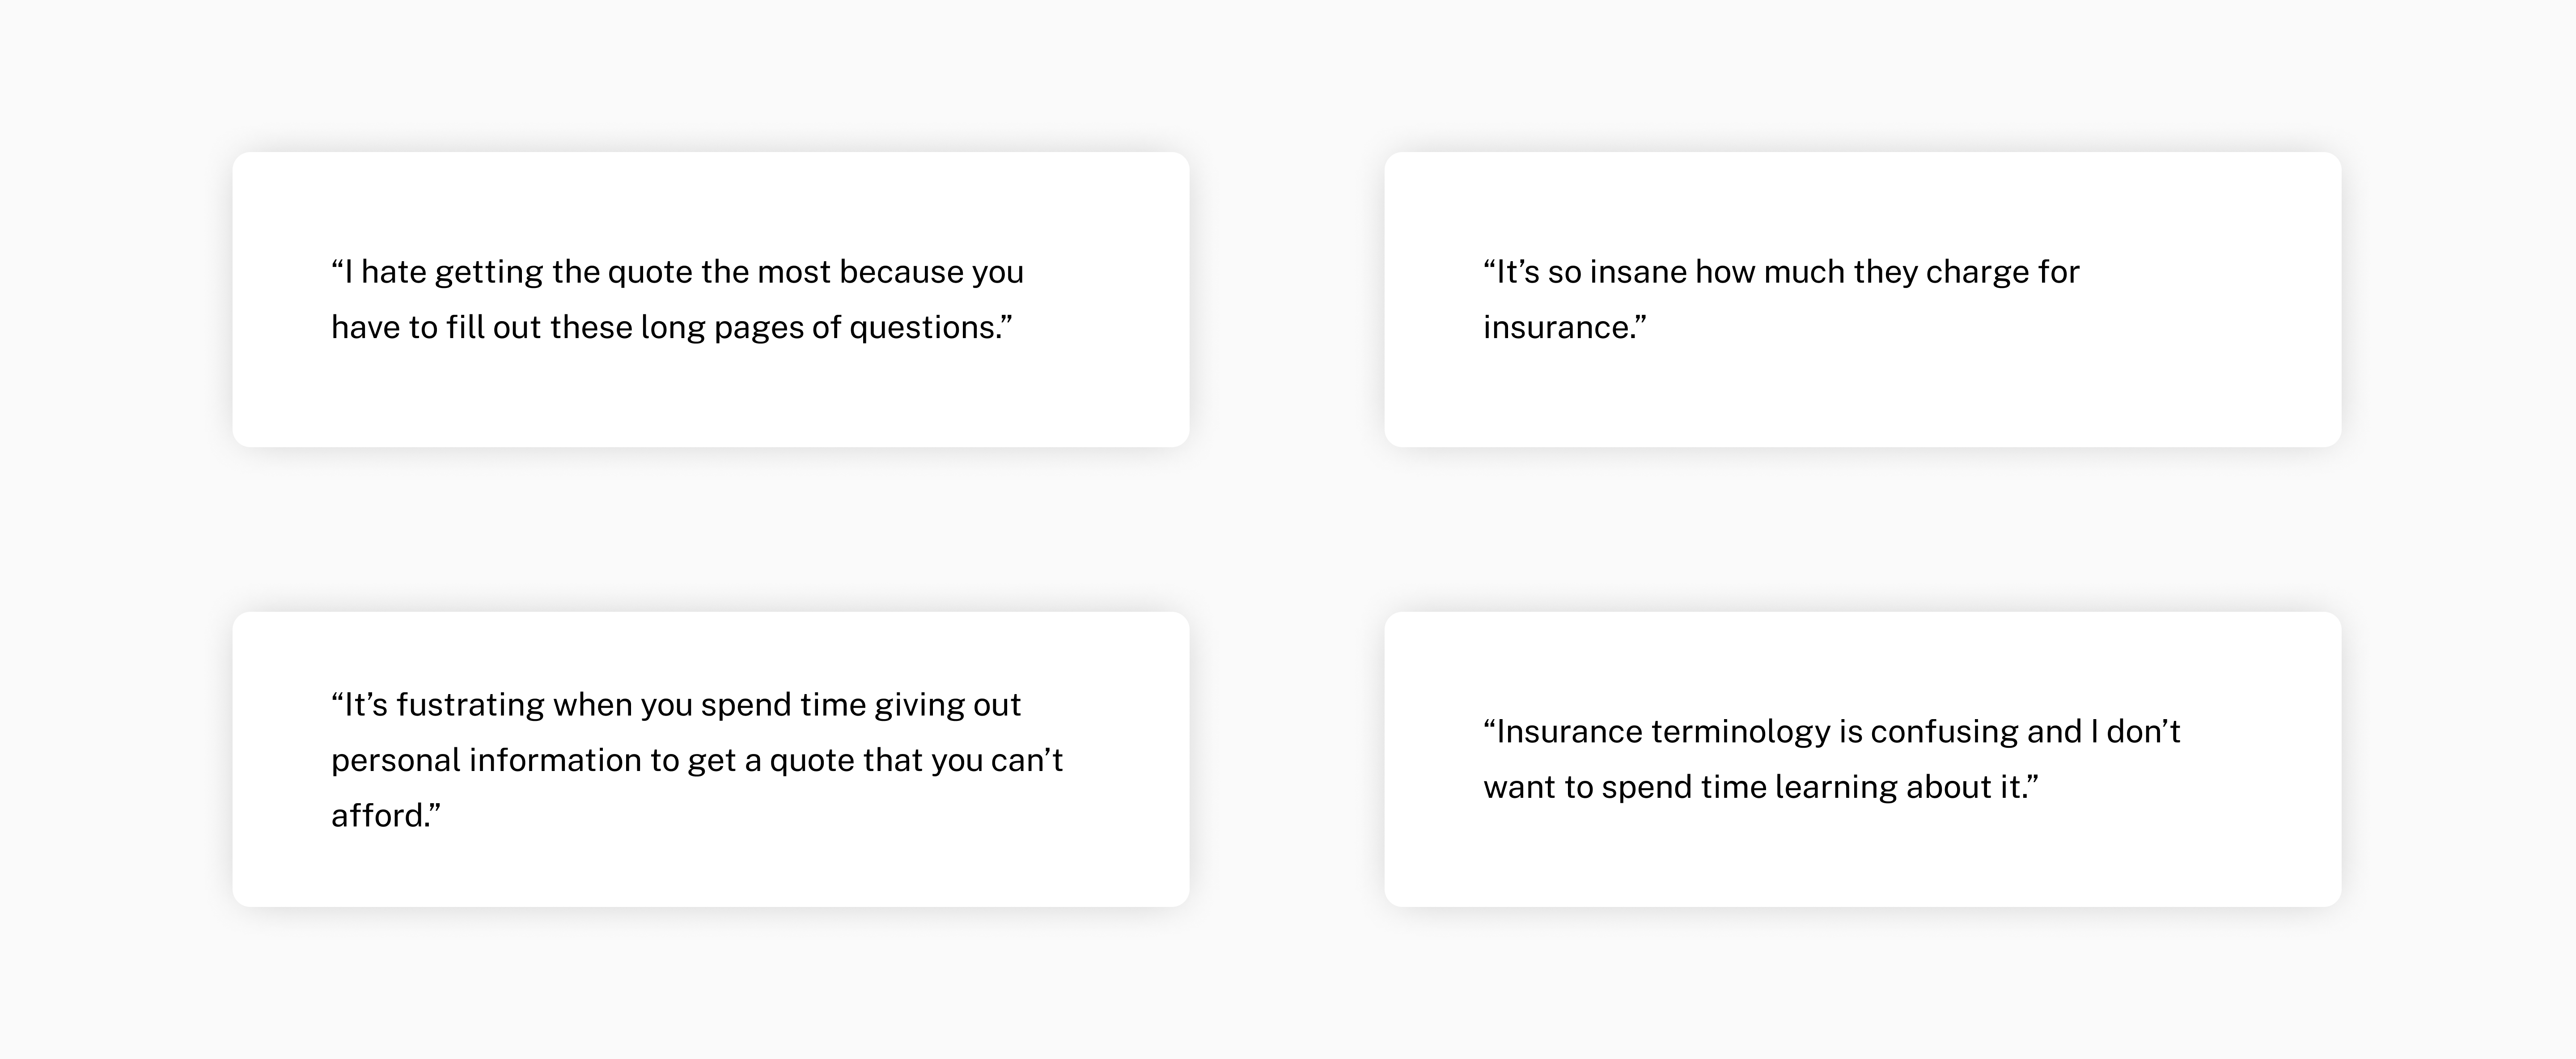 “I hate getting the quote the most because you
have to fill out these long pages of questions.”
“It’s so insane how much they charge for
insurance.”
“It’s fustrating when you spend time giving out
personal information to get a quote that you can’t
afford.”
“Insurance terminology is confusing and I don’t
want to spend time learning about it.”